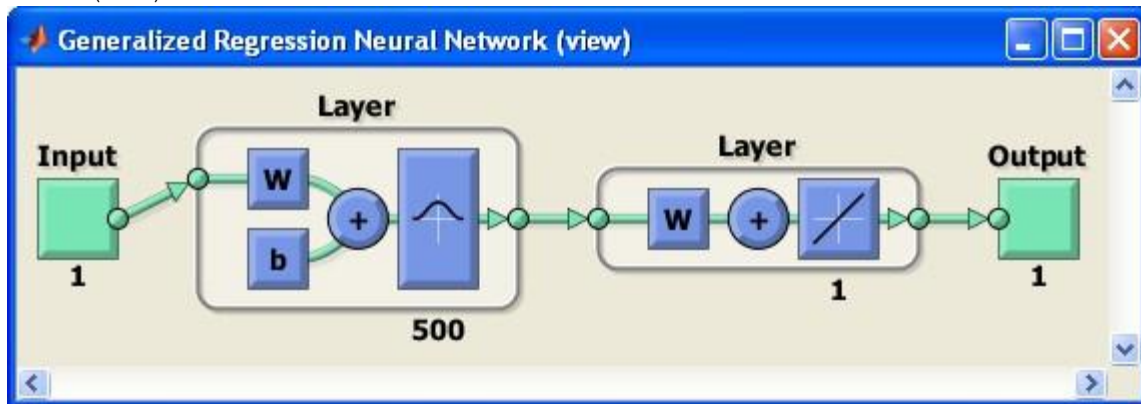 Generalized Regression Neural Network (view)
Layer
Input
W
+
b
1
500
Layer
W
+
1
Output
1